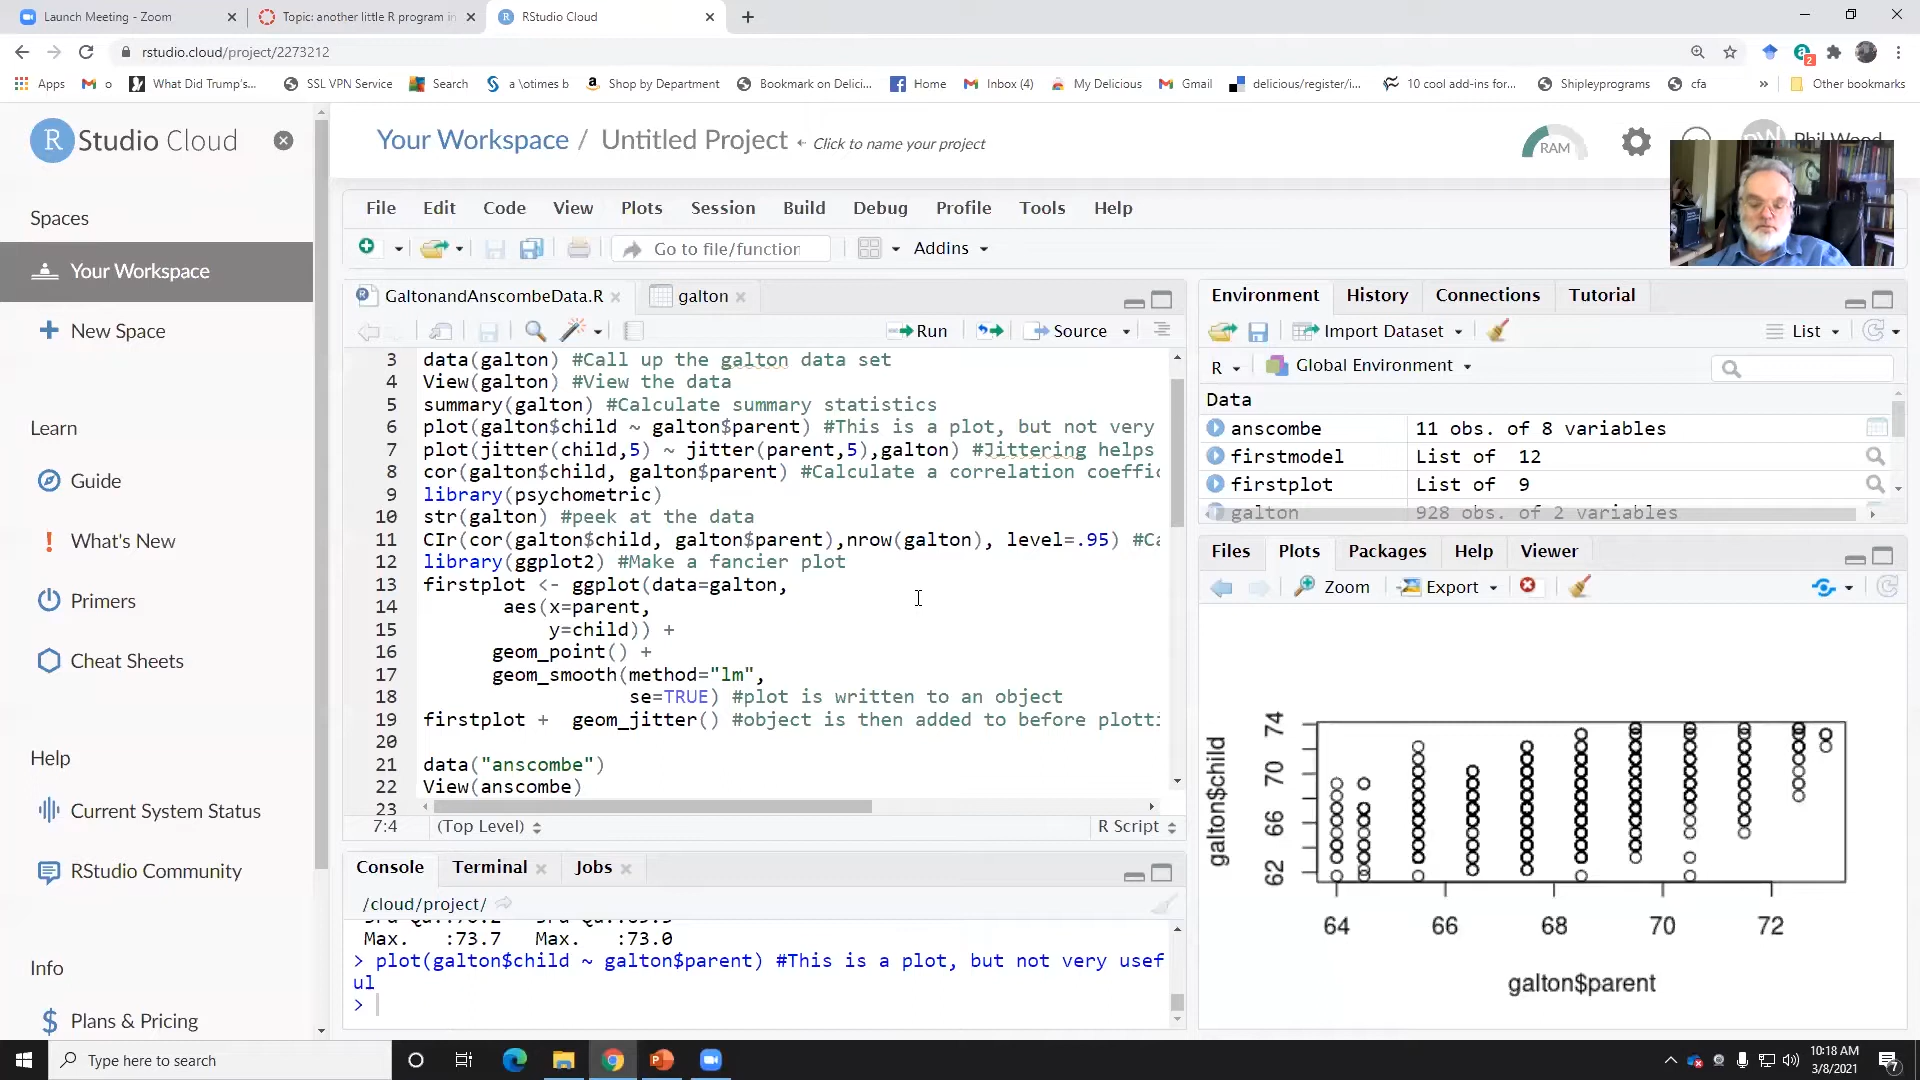 Launch Meeting - Zoom
Topic: another little R program in
RStudio Cloud
rstudio.cloud/project/2273212
2
Apps
o
What Did Trump's...
SSL VPN Service
Search
a \otimes b
Shop by Department
Bookmark on Delici...
Home
Inbox (4)
My Delicious
Gmail
delicious/register/i...
10 cool add-ins for...
Shipleyprograms
cfa
»
Other bookmarks
R Studio Cloud
Your Workspace / Untitled Project
Click to name your project
RAM
Phil Wood
Spaces
Your Workspace
New Space
Learn
Guide
What's New
Primers
Cheat Sheets
Help
Current System Status
RStudio Community
Info
Plans & Pricing
File Edit Code View Plots Session Build Debug Profile Tools Help
Go to file/function
Addins
GaltonandAnscombeData.R
galton
Run
Source
3 data(galton) #Call up the galton data set
4 View(galton) #View the data
5 summary(galton) #Calculate summary statistics
6 plot(galton$child ~ galton$parent) #This is a plot, but not very
7 plot(jitter(child,5) ~ jitter(parent,5),galton) #Jittering helps
8 cor(galton$child, galton$parent) #Calculate a correlation coeffic
9 library(psychometric)
10 str(galton) #peek at the data
11 CIr(cor(galton$child, galton$parent),nrow(galton), level=.95) #Ca
12 library(ggplot2) #Make a fancier plot
13 firstplot <- ggplot(data=galton,
14 aes(x=parent,
15 y=child)) +
16 geom_point() +
17 geom_smooth(method="lm",
18 se=TRUE) #plot is written to an object
19 firstplot + geom_jitter() #object is then added to before plotti
20
21 data("anscombe")
22 View(anscombe)
23
7:4 (Top Level)
R Script
Console
Terminal
Jobs
/cloud/project/
Max. :73.7 Max. :73.0
> plot(galton$child ~ galton$parent) #This is a plot, but not very usef
ul
>
Environment History Connections Tutorial
Import Dataset
List
R
Global Environment
Data
anscombe 11 obs. of 8 variables
firstmodel List of 12
firstplot List of 9
galton 928 obs. of 2 variables
Files Plots Packages Help Viewer
Zoom
Export
galton$child
74
70
66
62
64 66 68 70 72
galton$parent
Type here to search
10:18 AM
3/8/2021
7